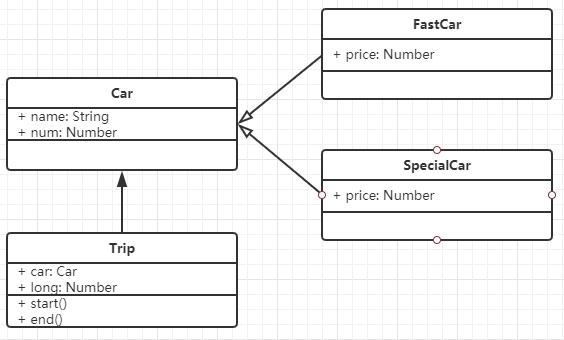 FastCar
+ price: Number
Car
+ name: String
+ num: Number
SpecialCar
+ price: Number
Trip
+ car: Car
+ long: Number
+ start()
+ end()